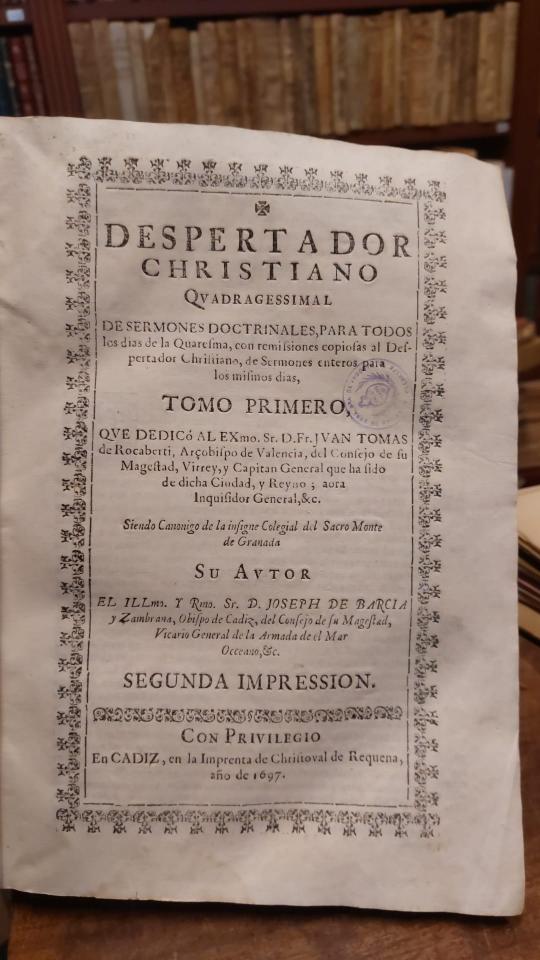 DESPERTADOR
CHRISTIANO
QVADRAGESSIMAL
DE SERMONES DOCTRINALES, PARA TODOS
los dias de la Quaresma, con remissiones copiosas al Des-
pertador Christiano, de Sermones enteros para
los mismos dias,
TOMO PRIMERO,
QVE DEDICó AL EXmo. Sr. D. Fr. JVAN TOMAS
de Rocaberti, Arçobispo de Valencia, del Consejo de su
Magestad, Virrey, y Capitan General que ha sido
de dicha Ciudad, y Reyno; aora
Inquisidor General, &c.
Siendo Canonigo de la insigne Colegial del Sacro Monte
de Granada
SU AVTOR
EL ILLmo. Y Rmo. Sr. D. JOSEPH DE BARCIA
y Zambrana, Obispo de Cadiz, del Consejo de su Magestad,
Vicario General de la Armada de el Mar
Occeano, &c.
SEGUNDA IMPRESSION.
CON PRIVILEGIO
En CADIZ, en la Imprenta de Christoval de Requena,
año de 1697.